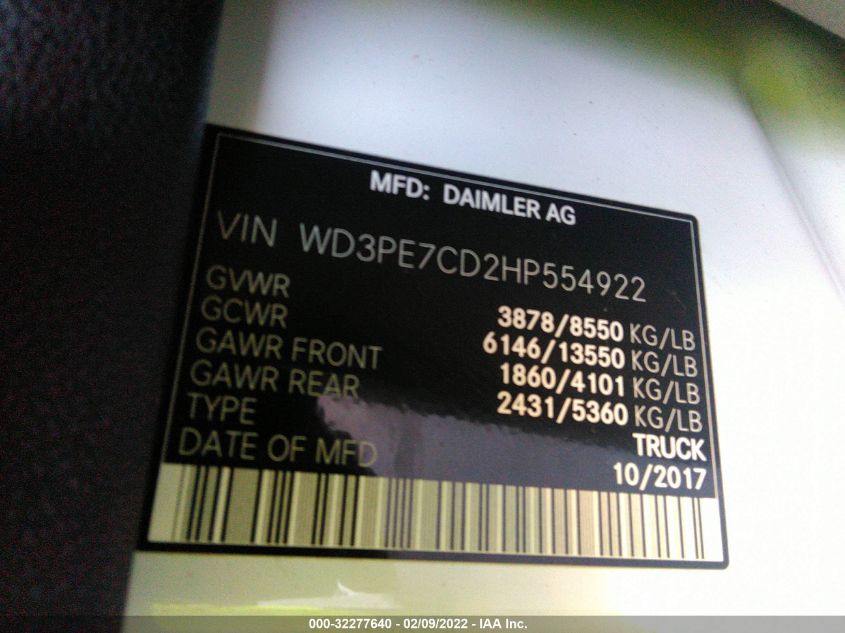 MFD: DAIMLER AG
VIN WD3PE7CD2HP554922
GVWR 3878/8550 KG/LB
GCWR 6146/13550 KG/LB
GAWR FRONT 1860/4101 KG/LB
GAWR REAR 2431/5360 KG/LB
TYPE TRUCK
DATE OF MFD 10/2017
000-32277640 - 02/09/2022 - IAA Inc.